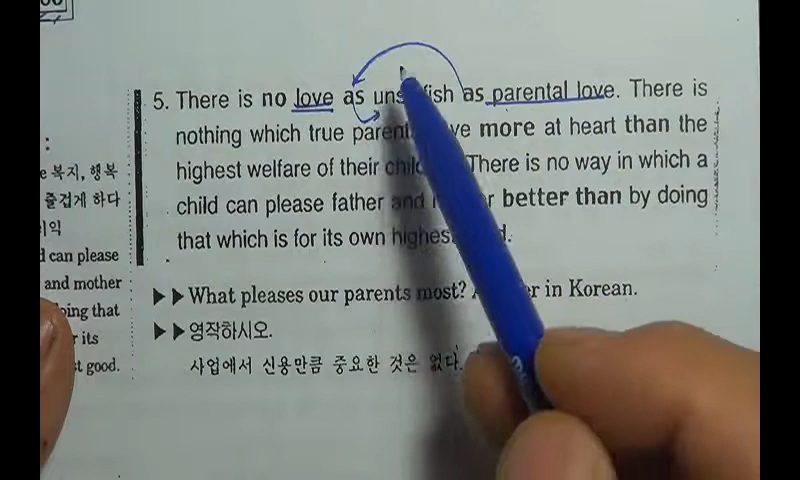 5. There is no love as as parental love. There is
nothing which true more at heart than the
highest welfare of their There is no way in which a
child can please father and better than by doing
that which is for its own
▶▶What pleases our parents most? in Korean.
▶▶영작하시오.
사업에서 신용만큼 중요한 것은 없다.
:
복지, 행복
즐겁게 하다
can please
and mother
that
its
good.